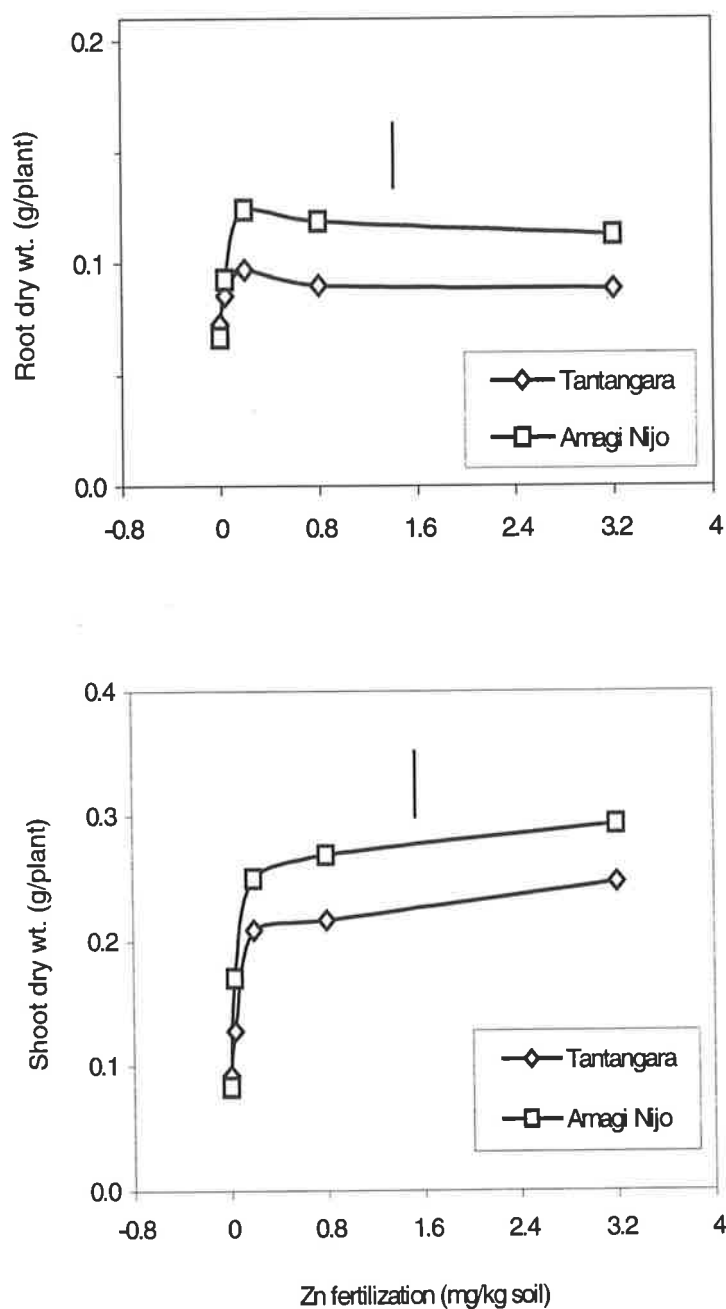 0.2
Root dry wt. (g/plant)
0.1
Tantangara
Amagi Nijo
0.0
-0.8 0 0.8 1.6 2.4 3.2 4
0.4
0.3
Shoot dry wt. (g/plant)
0.2
0.1
Tantangara
Amagi Nijo
0.0
-0.8 0 0.8 1.6 2.4 3.2 4
Zn fertilization (mg/kg soil)